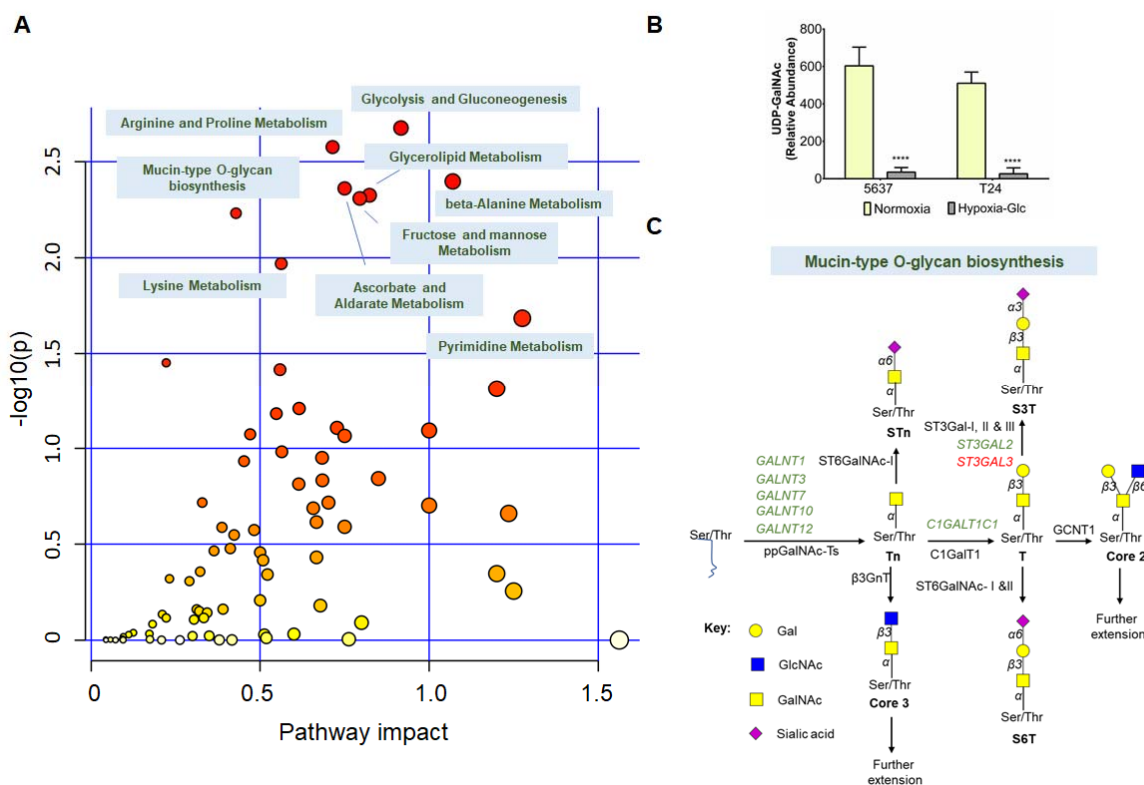 A
Glycolysis and Gluconeogenesis
Arginine and Proline Metabolism
Glycerolipid Metabolism
Mucin-type O-glycan
biosynthesis
beta-Alanine Metabolism
Fructose and mannose
Metabolism
Lysine Metabolism
Ascorbate and
Aldarate Metabolism
Pyrimidine Metabolism
-log10(p)
2.5
2.0
1.5
1.0
0.5
0
0
0.5
1.0
1.5
Pathway impact
B
UDP-GalNAc
(Relative Abundance)
800
600
400
200
0
****
****
5637
T24
Normoxia
Hypoxia-Glc
C
Mucin-type O-glycan biosynthesis
α3
β3
α
Ser/Thr
S3T
α6
α
Ser/Thr
STn
ST3Gal-I, II & III
ST3GAL2
ST3GAL3
GALNT1
GALNT3
GALNT7
GALNT10
GALNT12
ST6GalNAc-I
β3
α
β3
β6
α
α
Ser/Thr
ppGalNAc-Ts
Ser/Thr
Tn
C1GALT1C1
C1GalT1
Ser/Thr
T
GCNT1
Ser/Thr
Core 2
β3GnT
ST6GalNAc- I &II
Further
extension
Key:
Gal
GlcNAc
GalNAc
Sialic acid
β3
α
Ser/Thr
Core 3
Further
extension
α6
β3
α
Ser/Thr
S6T